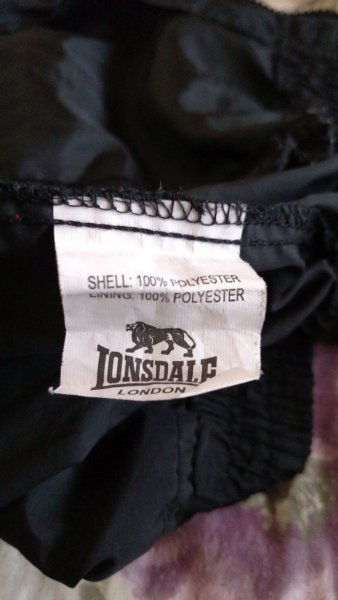 SHELL: 100% POLYESTER
LINING: 100% POLYESTER
LONSDALE
LONDON